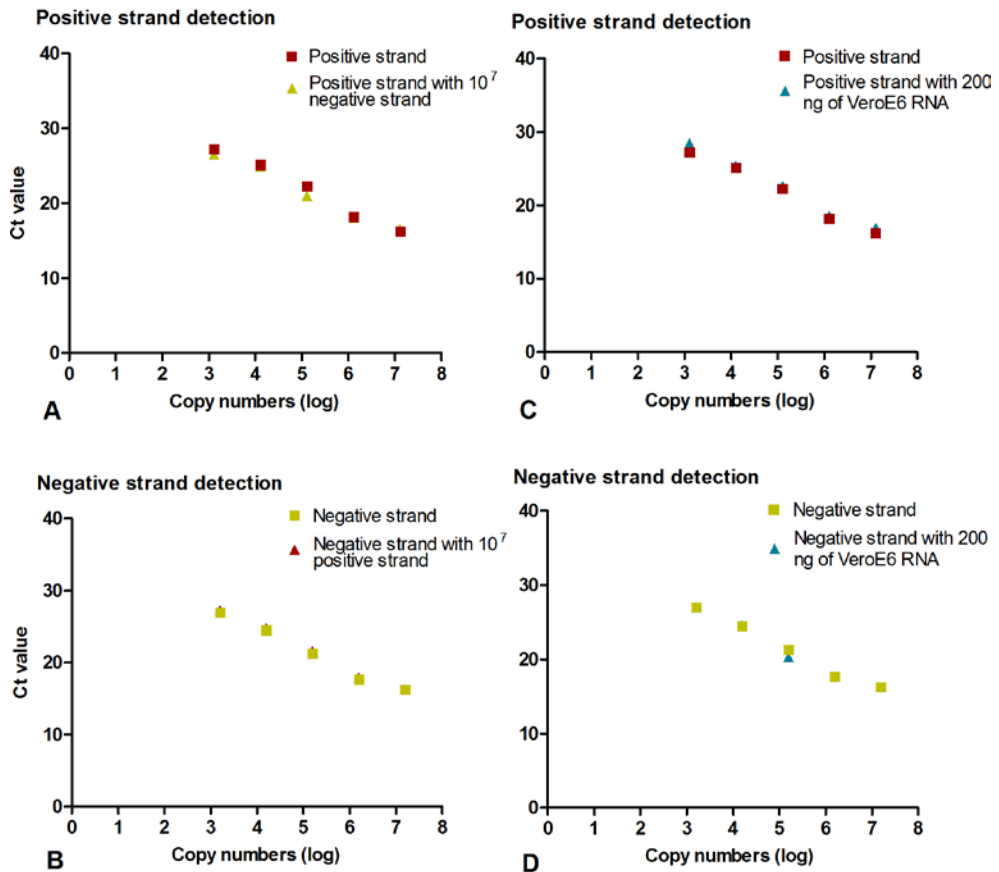 Positive strand detection
40
30
20
10
0
Ct value
Positive strand
Positive strand with 10⁷
negative strand
0 1 2 3 4 5 6 7 8
Copy numbers (log)
A
Positive strand detection
40
30
20
10
0
Positive strand
Positive strand with 200
ng of VeroE6 RNA
0 1 2 3 4 5 6 7 8
Copy numbers (log)
C
Negative strand detection
40
30
20
10
0
Ct value
Negative strand
Negative strand with 10⁷
positive strand
0 1 2 3 4 5 6 7 8
Copy numbers (log)
B
Negative strand detection
40
30
20
10
0
Negative strand
Negative strand with 200
ng of VeroE6 RNA
0 1 2 3 4 5 6 7 8
Copy numbers (log)
D